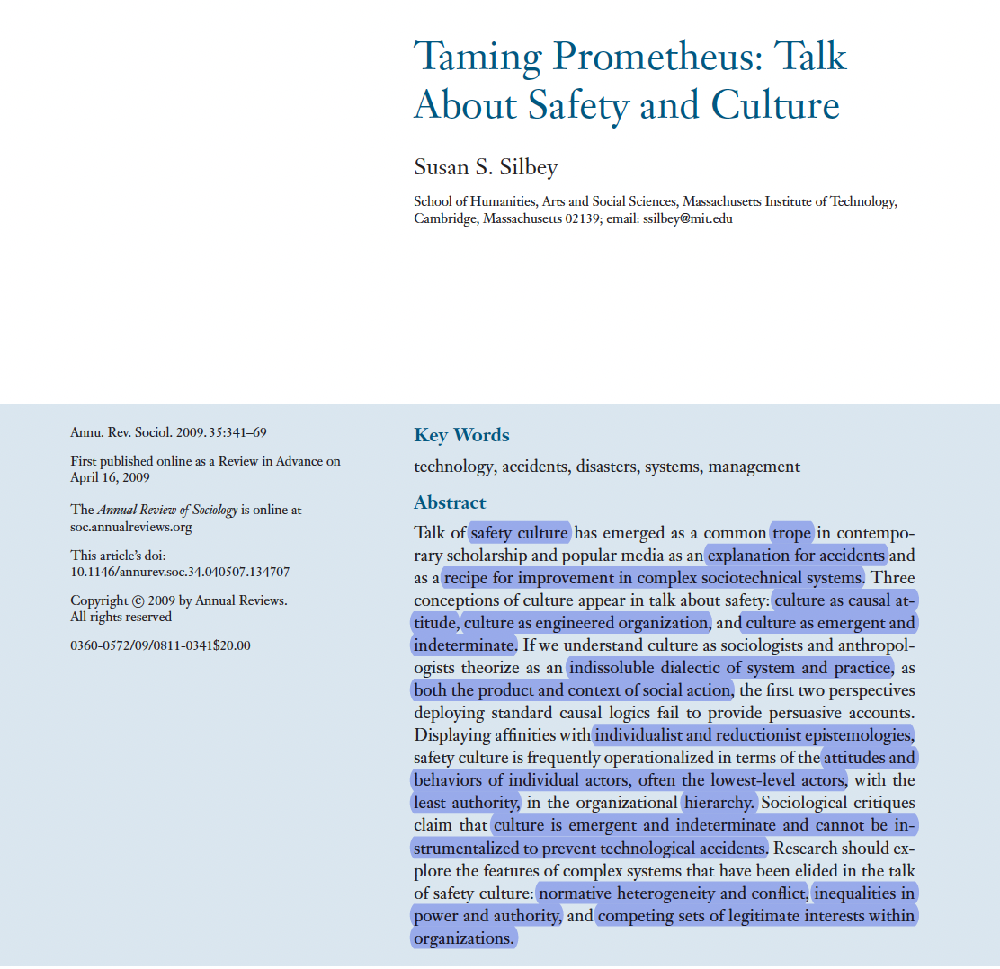 Taming Prometheus: Talk
About Safety and Culture
Susan S. Silbey
School of Humanities, Arts and Social Sciences, Massachusetts Institute of Technology,
Cambridge, Massachusetts 02139; email: ssilbey@mit.edu
Annu. Rev. Sociol. 2009. 35:341–69
First published online as a Review in Advance on
April 16, 2009
The Annual Review of Sociology is online at
soc.annualreviews.org
This article's doi:
10.1146/annurev.soc.34.040507.134707
Copyright © 2009 by Annual Reviews.
All rights reserved
0360-0572/09/0811-0341$20.00
Key Words
technology, accidents, disasters, systems, management
Abstract
Talk of safety culture has emerged as a common trope in contempo-
rary scholarship and popular media as an explanation for accidents and
as a recipe for improvement in complex sociotechnical systems. Three
conceptions of culture appear in talk about safety: culture as causal at-
titude, culture as engineered organization, and culture as emergent and
indeterminate. If we understand culture as sociologists and anthropol-
ogists theorize as an indissoluble dialectic of system and practice, as
both the product and context of social action, the first two perspectives
deploying standard causal logics fail to provide persuasive accounts.
Displaying affinities with individualist and reductionist epistemologies,
safety culture is frequently operationalized in terms of the attitudes and
behaviors of individual actors, often the lowest-level actors, with the
least authority, in the organizational hierarchy. Sociological critiques
claim that culture is emergent and indeterminate and cannot be in-
strumentalized to prevent technological accidents. Research should ex-
plore the features of complex systems that have been elided in the talk
of safety culture: normative heterogeneity and conflict, inequalities in
power and authority, and competing sets of legitimate interests within
organizations.